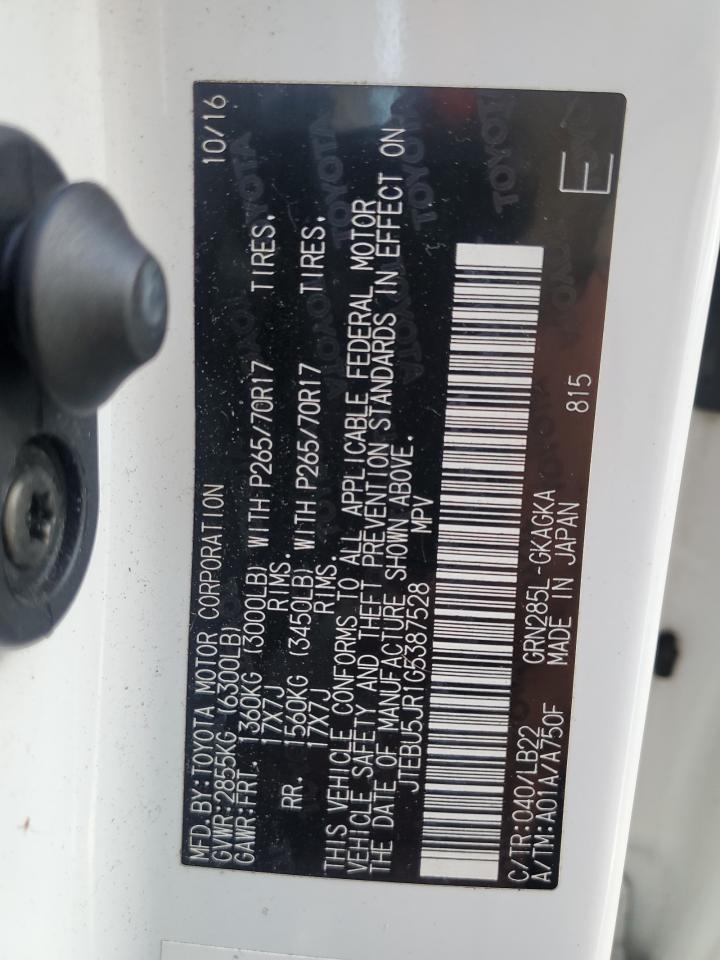 MFD.BY:TOYOTA MOTOR CORPORATION 10/16
GVWR:2855KG (6300LB)
GAWR:FRT. 1360KG (3000LB) WITH P265/70R17 TIRES.
17X7J RIMS.
RR. 1560KG (3450LB) WITH P265/70R17 TIRES.
17X7J RIMS.
THIS VEHICLE CONFORMS TO ALL APPLICABLE FEDERAL MOTOR
VEHICLE SAFETY AND THEFT PREVENTION STANDARDS IN EFFECT ON
THE DATE OF MANUFACTURE SHOWN ABOVE.
JTEBU5JR1G5387528 MPV
C/TR:040/LB22 GRN285L-GKAGKA 815
A/TM:A01A/A750F MADE IN JAPAN
E